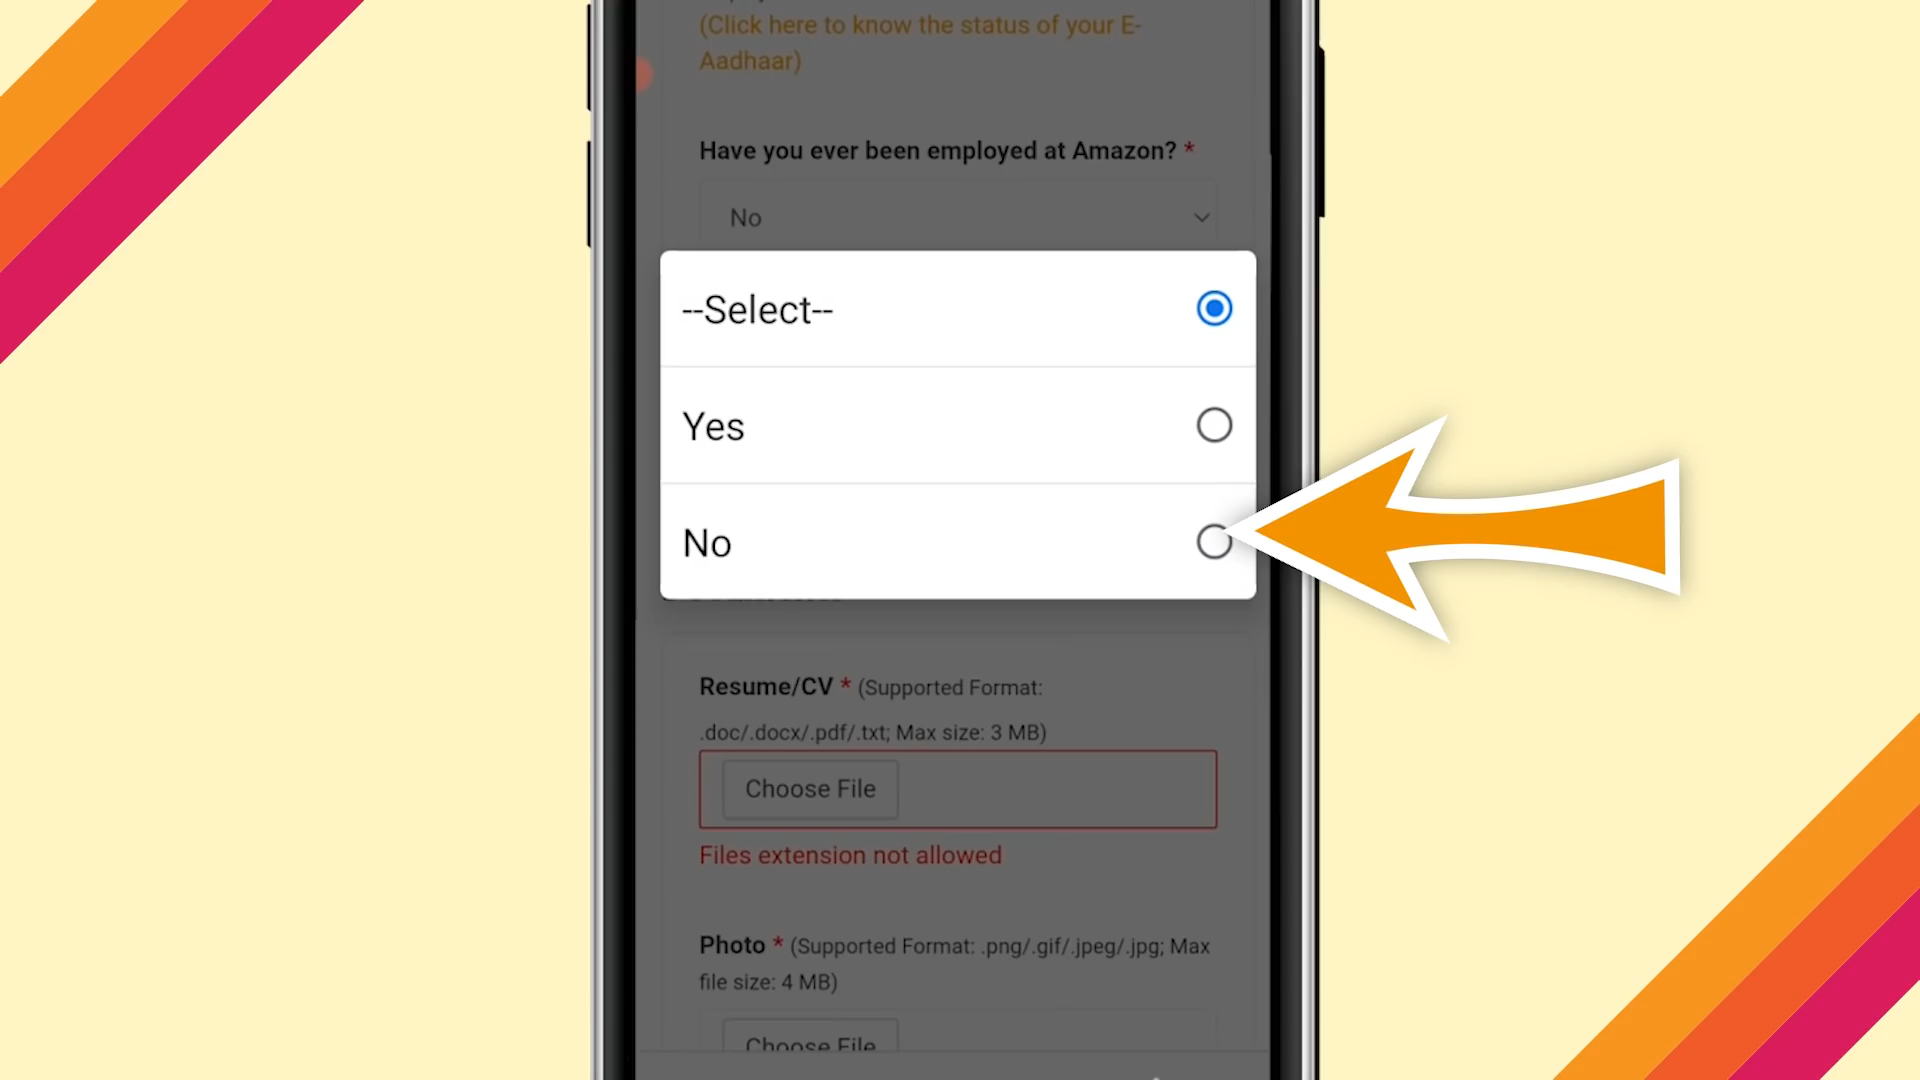 (Click here to know the status of your E-
Aadhaar)
Have you ever been employed at Amazon? *
No
--Select--
Yes
No
Resume/CV * (Supported Format:
.doc/.docx/.pdf/.txt; Max size: 3 MB)
Choose File
Files extension not allowed
Photo * (Supported Format: .png/.gif/.jpeg/.jpg; Max
file size: 4 MB)
Choose File